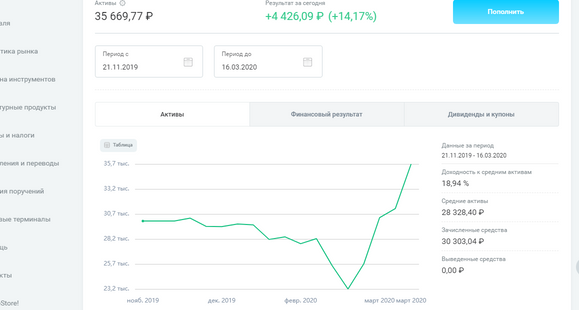 Активы
Результат за сегодня
35 669,77 ₽
+4 426,09 ₽ (+14,17%)
Пополнить
тика рынка
Период с
21.11.2019
Период до
16.03.2020
на инструментов
продукты
Активы
Финансовый результат
Дивиденды и купоны
ы и налоги
Таблица
ления и переводы
ия поручений
терминалы
Store!
35,7 тыс.
33,2 тыс.
30,7 тыс.
28,2 тыс.
25,7 тыс.
23,2 тыс.
нояб. 2019
дек. 2019
февр. 2020
март 2020
март 2020
Данные за период
21.11.2019 - 16.03.2020
Доходность к средним активам
18,94 %
Средние активы
28 328,40 ₽
Зачисленные средства
30 303,04 ₽
Выведенные средства
0,00 ₽